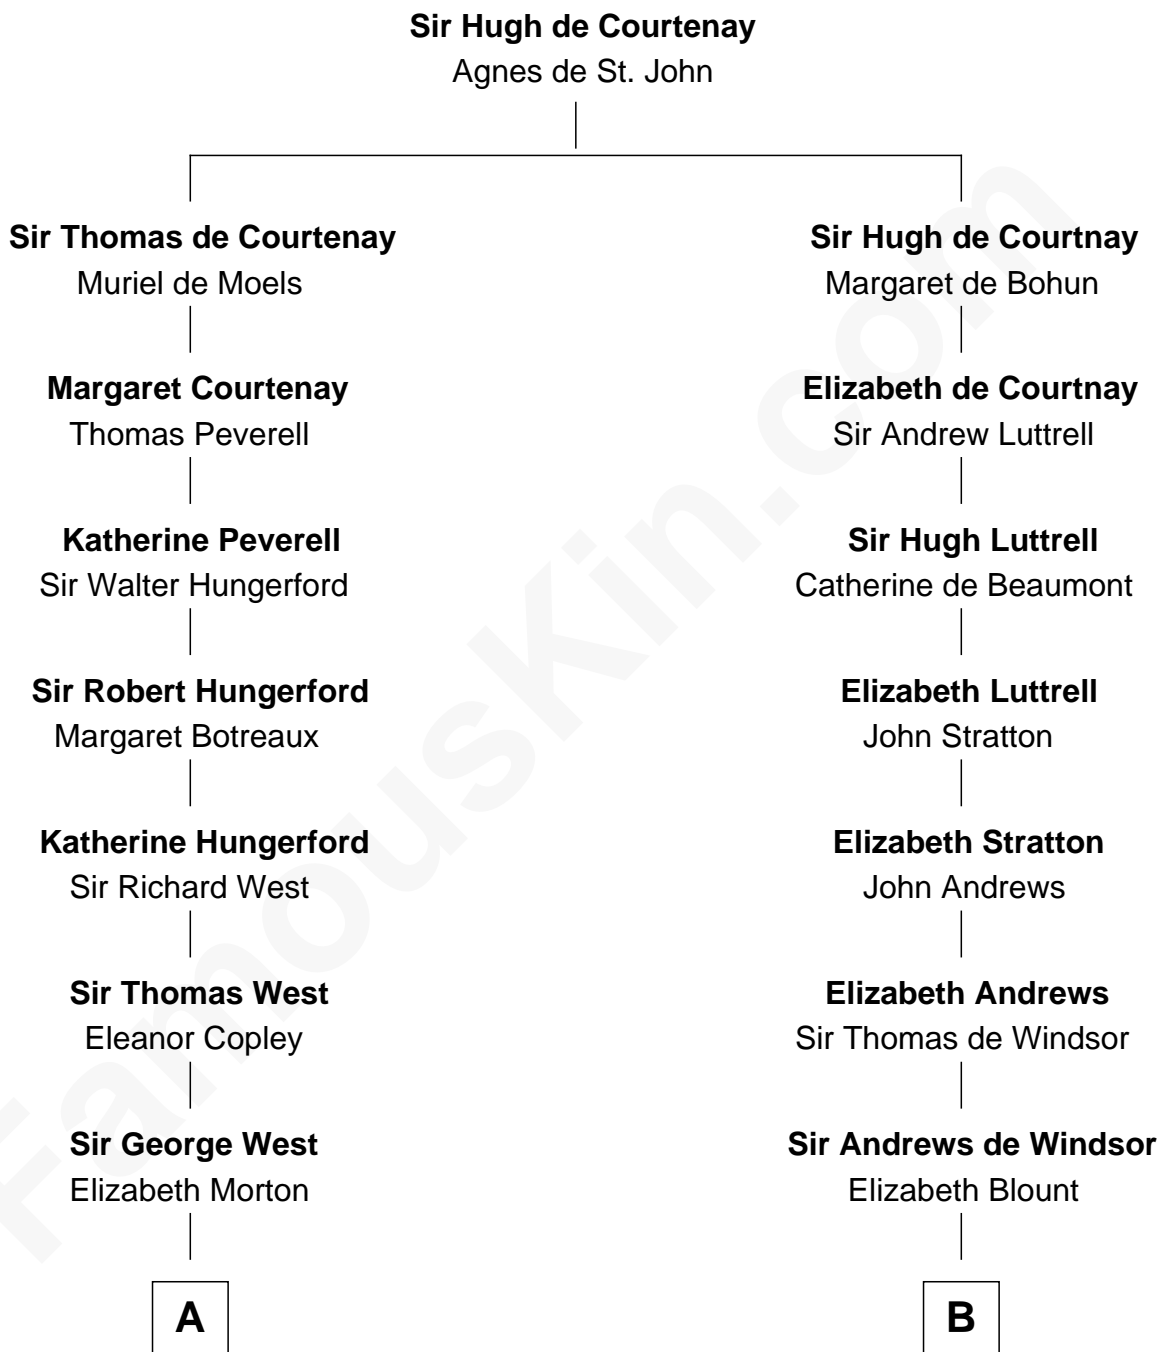 Sir Hugh de Courtenay
Agnes de St. John
Sir Thomas de Courtenay
Muriel de Moels
Sir Hugh de Courtnay
Margaret de Bohun
Margaret Courtenay
Thomas Peverell
Elizabeth de Courtnay
Sir Andrew Luttrell
Katherine Peverell
Sir Walter Hungerford
Sir Hugh Luttrell
Catherine de Beaumont
Sir Robert Hungerford
Margaret Botreaux
Elizabeth Luttrell
John Stratton
Katherine Hungerford
Sir Richard West
Elizabeth Stratton
John Andrews
Sir Thomas West
Eleanor Copley
Elizabeth Andrews
Sir Thomas de Windsor
Sir George West
Elizabeth Morton
Sir Andrews de Windsor
Elizabeth Blount
A
B
FamousKin.com